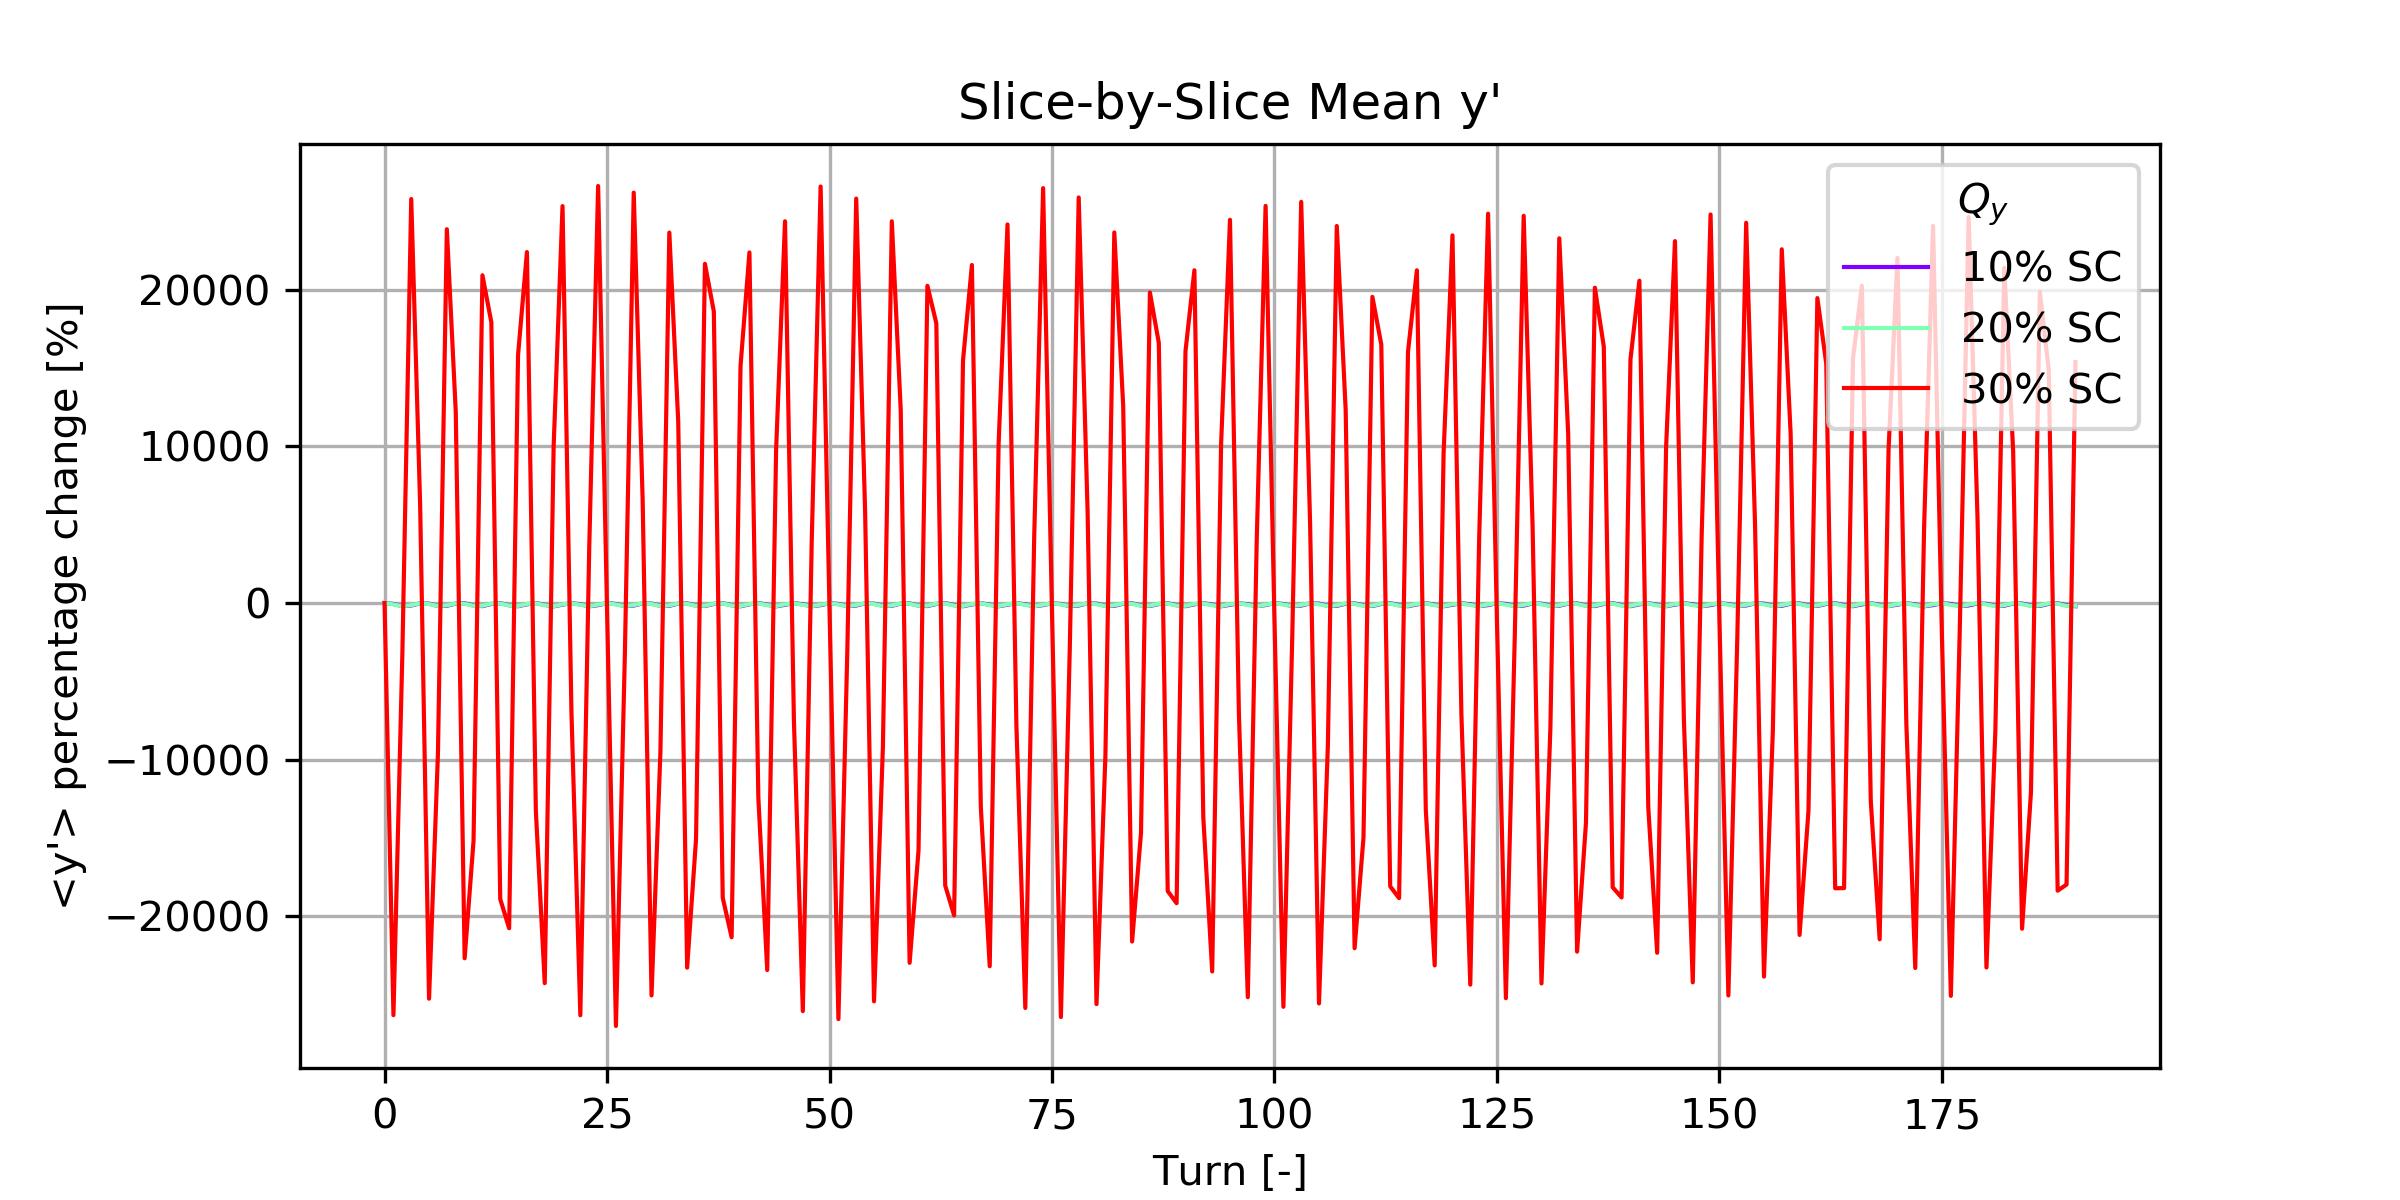 Slice-by-Slice Mean y'
<y'> percentage change [%]
20000
10000
0
−10000
−20000
Q_y
10% SC
20% SC
30% SC
0 25 50 75 100 125 150 175
Turn [-]